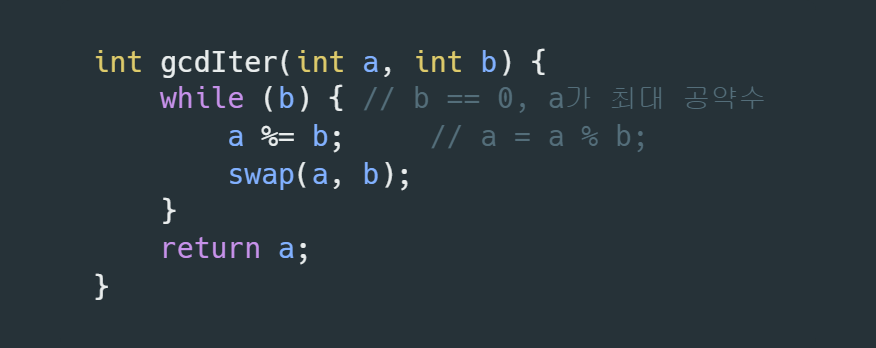 int gcdIter(int a, int b) {
    while (b) { // b == 0, a가 최대 공약수
        a %= b;     // a = a % b;
        swap(a, b);
    }
    return a;
}